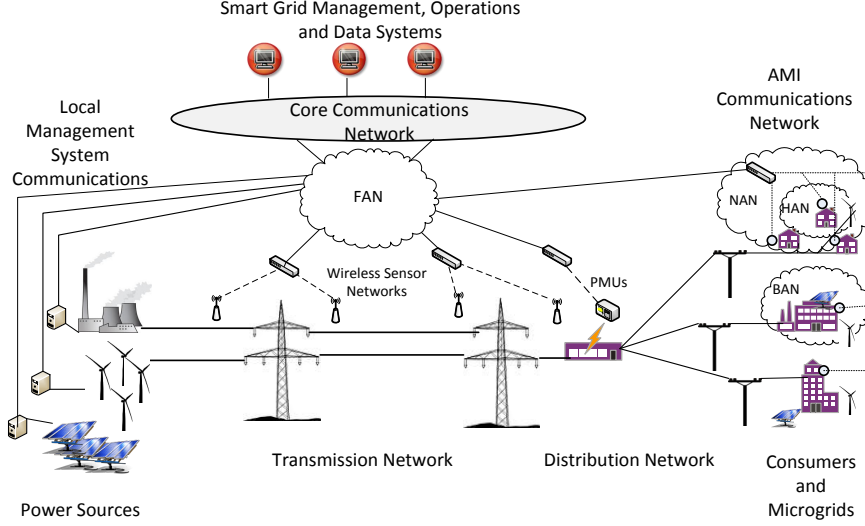 Smart Grid Management, Operations
and Data Systems
Core Communications
Network
AMI
Communications
Network
Local
Management
System
Communications
FAN
NAN
HAN
Wireless Sensor
Networks
PMUs
BAN
Transmission Network
Distribution Network
Consumers
and
Microgrids
Power Sources